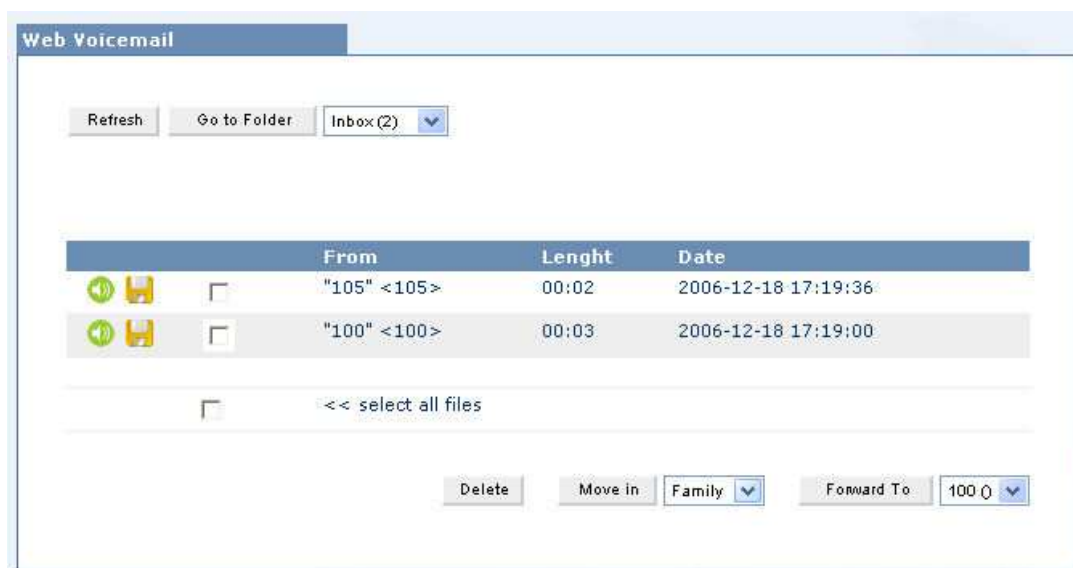 Web Voicemail
Refresh Go to Folder Inbox (2)
From Lenght Date
"105" <105> 00:02 2006-12-18 17:19:36
"100" <100> 00:03 2006-12-18 17:19:00
<< select all files
Delete Move in Family Forward To 100 ()